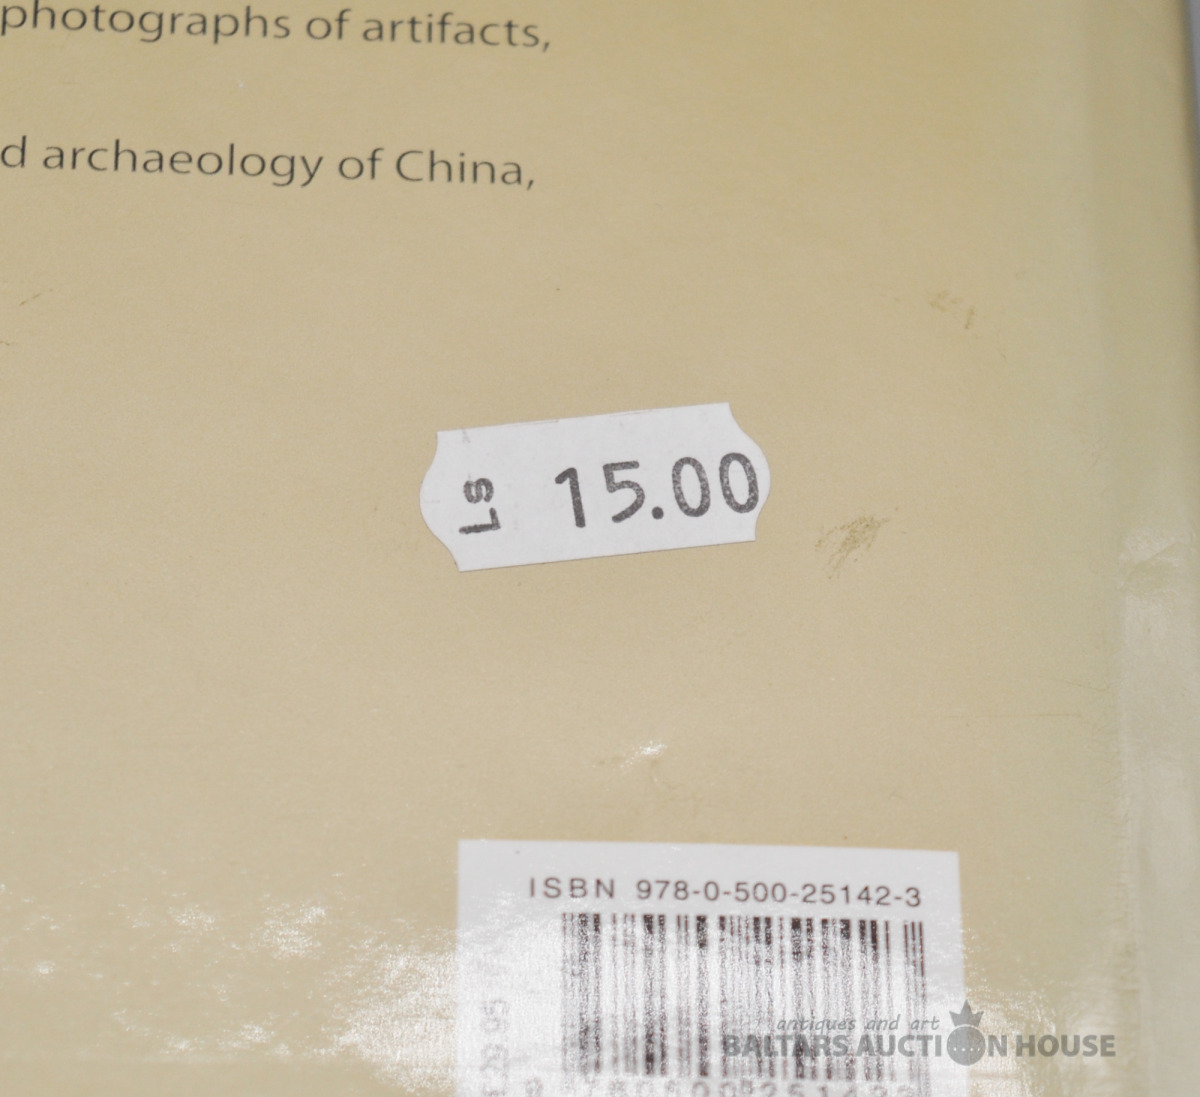 photographs of artifacts,
d archaeology of China,
Ls 15.00
ISBN 978-0-500-25142-3
antiques and art
BALTARS AUCTION HOUSE